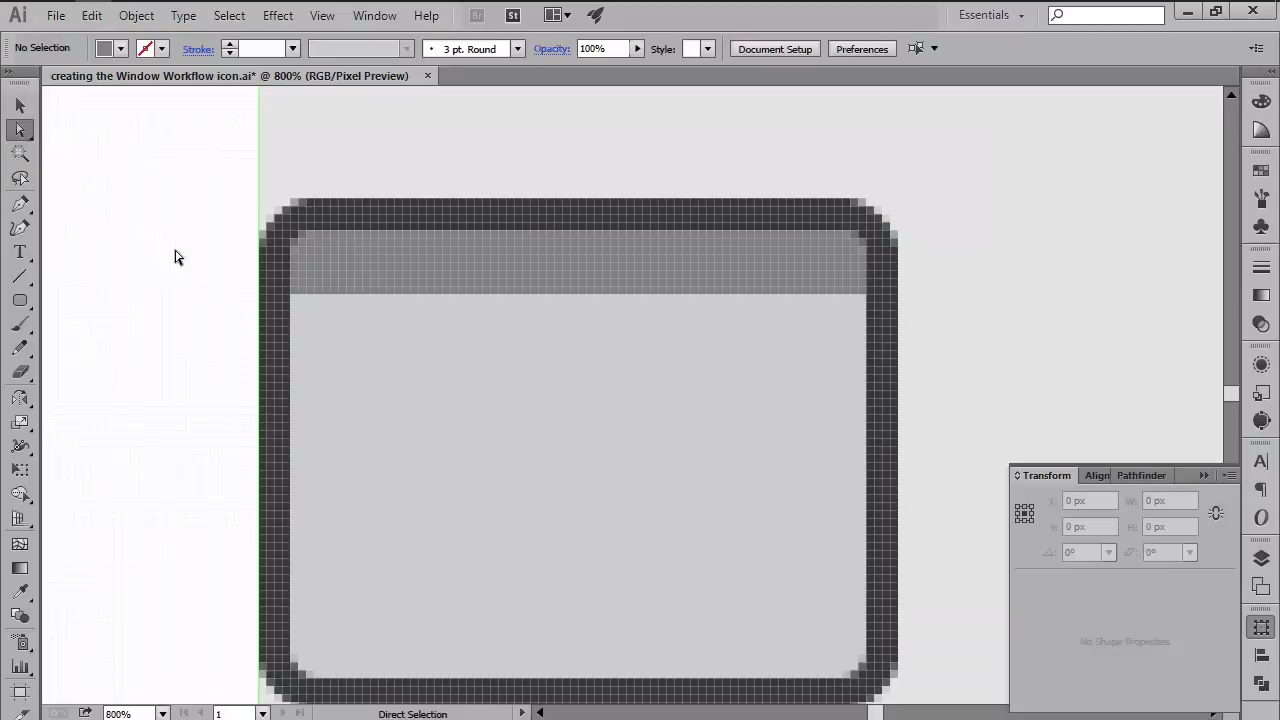 Ai File Edit Object Type Select Effect View Window Help Br St Essentials
No Selection Stroke: 3 pt. Round Opacity: 100% Style: Document Setup Preferences
creating the Window Workflow icon.ai* @ 800% (RGB/Pixel Preview) ×
Transform Align Pathfinder
X: 0 px W: 0 px
Y: 0 px H: 0 px
0° 0°
No Shape Properties
800% 1 Direct Selection